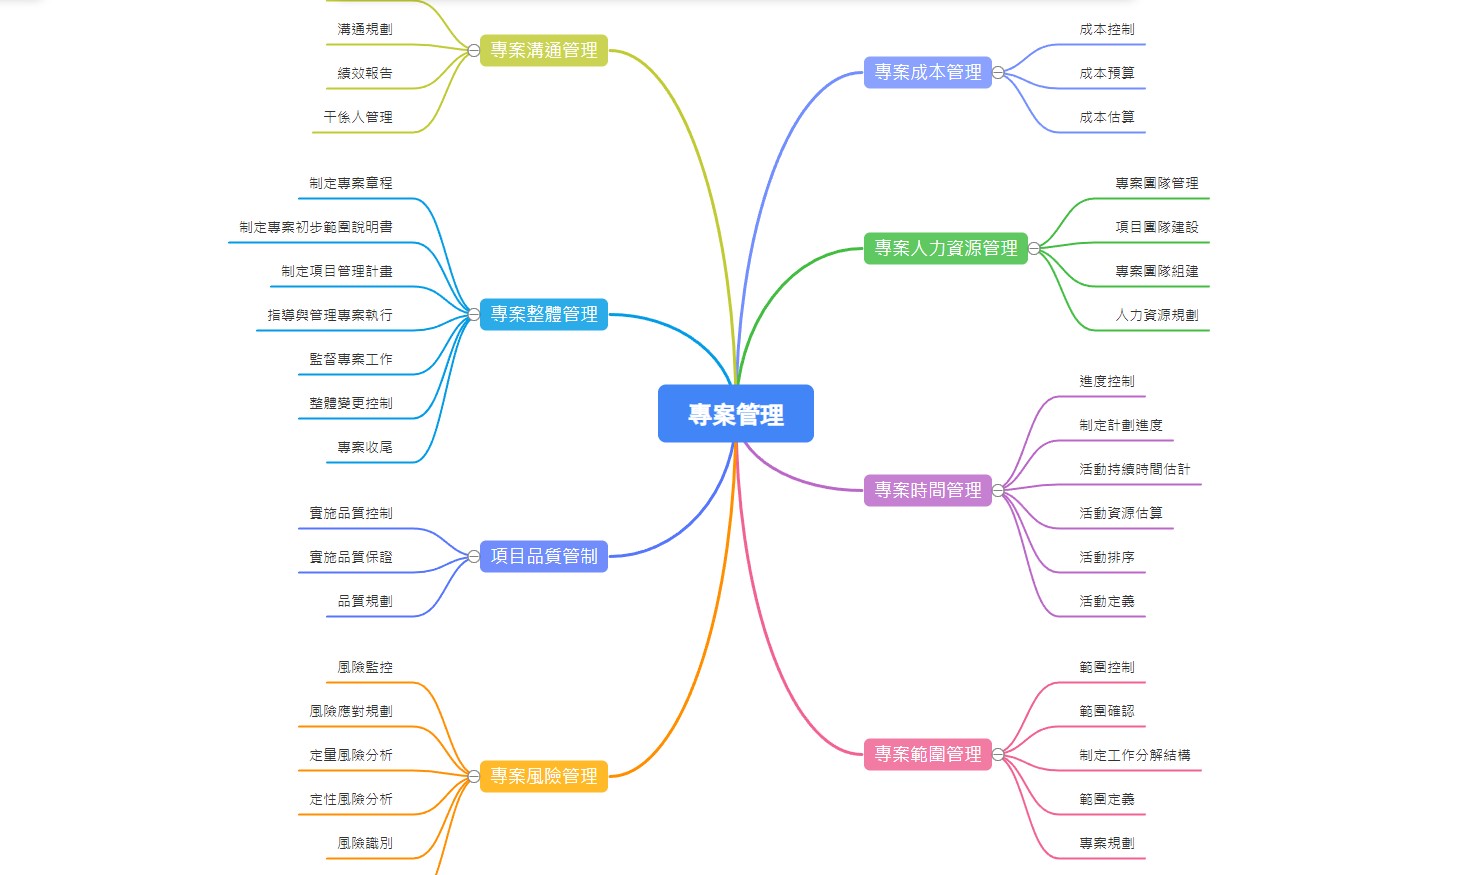 專案管理
專案溝通管理
溝通規劃
績效報告
干係人管理
專案整體管理
制定專案章程
制定專案初步範圍說明書
制定項目管理計畫
指導與管理專案執行
監督專案工作
整體變更控制
專案收尾
項目品質管制
實施品質控制
實施品質保證
品質規劃
專案風險管理
風險監控
風險應對規劃
定量風險分析
定性風險分析
風險識別
專案成本管理
成本控制
成本預算
成本估算
專案人力資源管理
專案團隊管理
項目團隊建設
專案團隊組建
人力資源規劃
專案時間管理
進度控制
制定計劃進度
活動持續時間估計
活動資源估算
活動排序
活動定義
專案範圍管理
範圍控制
範圍確認
制定工作分解結構
範圍定義
專案規劃